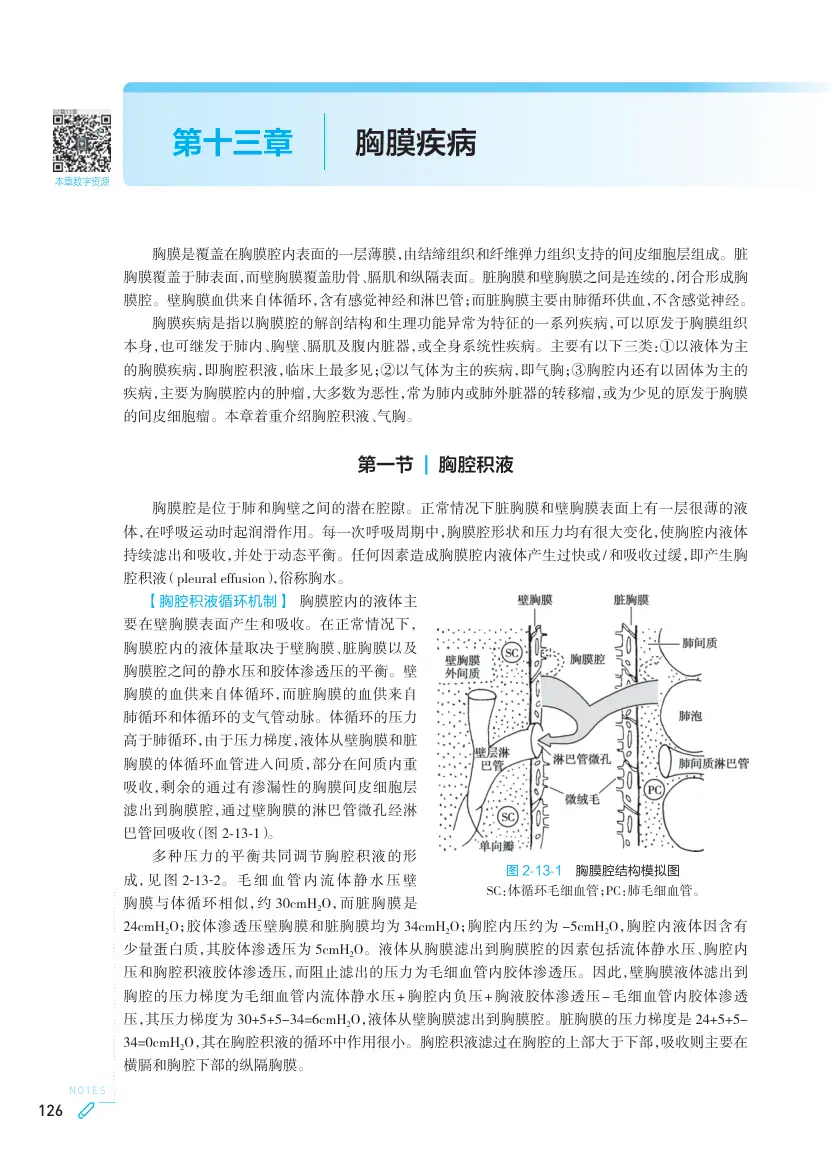 本章数字资源
第十三章 胸膜疾病
胸膜是覆盖在胸膜腔内表面的一层薄膜,由结缔组织和纤维弹力组织支持的间皮细胞层组成。脏
胸膜覆盖于肺表面,而壁胸膜覆盖肋骨、膈肌和纵隔表面。脏胸膜和壁胸膜之间是连续的,闭合形成胸
膜腔。壁胸膜血供来自体循环,含有感觉神经和淋巴管;而脏胸膜主要由肺循环供血,不含感觉神经。
胸膜疾病是指以胸膜腔的解剖结构和生理功能异常为特征的一系列疾病,可以原发于胸膜组织
本身,也可继发于肺内、胸壁、膈肌及腹内脏器,或全身系统性疾病。主要有以下三类:①以液体为主
的胸膜疾病,即胸腔积液,临床上最多见;②以气体为主的疾病,即气胸;③胸腔内还有以固体为主的
疾病,主要为胸膜腔内的肿瘤,大多数为恶性,常为肺内或肺外脏器的转移瘤,或为少见的原发于胸膜
的间皮细胞瘤。本章着重介绍胸腔积液、气胸。
第一节 | 胸腔积液
胸膜腔是位于肺和胸壁之间的潜在腔隙。正常情况下脏胸膜和壁胸膜表面上有一层很薄的液
体,在呼吸运动时起润滑作用。每一次呼吸周期中,胸膜腔形状和压力均有很大变化,使胸腔内液体
持续滤出和吸收,并处于动态平衡。任何因素造成胸膜腔内液体产生过快或/和吸收过缓,即产生胸
腔积液(pleural effusion),俗称胸水。
【胸腔积液循环机制】 胸膜腔内的液体主
要在壁胸膜表面产生和吸收。在正常情况下,
胸膜腔内的液体量取决于壁胸膜、脏胸膜以及
胸膜腔之间的静水压和胶体渗透压的平衡。壁
胸膜的血供来自体循环,而脏胸膜的血供来自
肺循环和体循环的支气管动脉。体循环的压力
高于肺循环,由于压力梯度,液体从壁胸膜和脏
胸膜的体循环血管进入间质,部分在间质内重
吸收,剩余的通过有渗漏性的胸膜间皮细胞层
滤出到胸膜腔,通过壁胸膜的淋巴管微孔经淋
巴管回吸收(图 2-13-1)。
多种压力的平衡共同调节胸腔积液的形
成,见图 2-13-2。毛细血管内流体静水压壁
胸膜与体循环相似,约 30cmH₂O,而脏胸膜是
壁胸膜
脏胸膜
SC
壁胸膜
外间质
胸膜腔
肺间质
肺泡
壁层淋
巴管
淋巴管微孔
肺间质淋巴管
PC
微绒毛
SC
单向瓣
图 2-13-1 胸膜腔结构模拟图
SC:体循环毛细血管;PC:肺毛细血管。
24cmH₂O;胶体渗透压壁胸膜和脏胸膜均为 34cmH₂O;胸腔内压约为 -5cmH₂O,胸腔内液体因含有
少量蛋白质,其胶体渗透压为 5cmH₂O。液体从胸膜滤出到胸膜腔的因素包括流体静水压、胸腔内
压和胸腔积液胶体渗透压,而阻止滤出的压力为毛细血管内胶体渗透压。因此,壁胸膜液体滤出到
胸腔的压力梯度为毛细血管内流体静水压+胸腔内负压+胸液胶体渗透压-毛细血管内胶体渗透
压,其压力梯度为 30+5+5-34=6cmH₂O,液体从壁胸膜滤出到胸膜腔。脏胸膜的压力梯度是 24+5+5-
34=0cmH₂O,其在胸腔积液的循环中作用很小。胸腔积液滤过在胸腔的上部大于下部,吸收则主要在
横膈和胸腔下部的纵隔胸膜。
NOTES
126